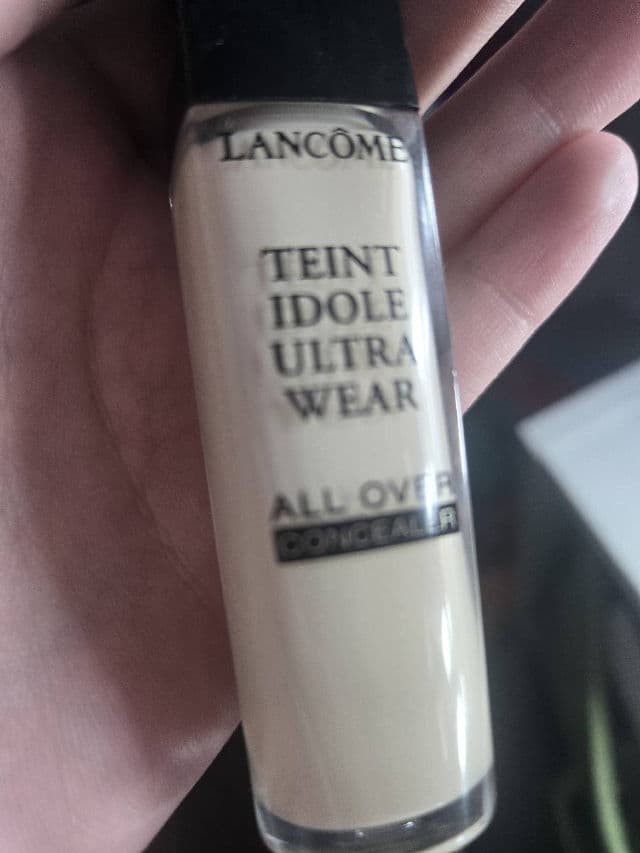 LANCÔME
TEINT
IDOLE
ULTRA
WEAR
ALL OVER
CONCEALER